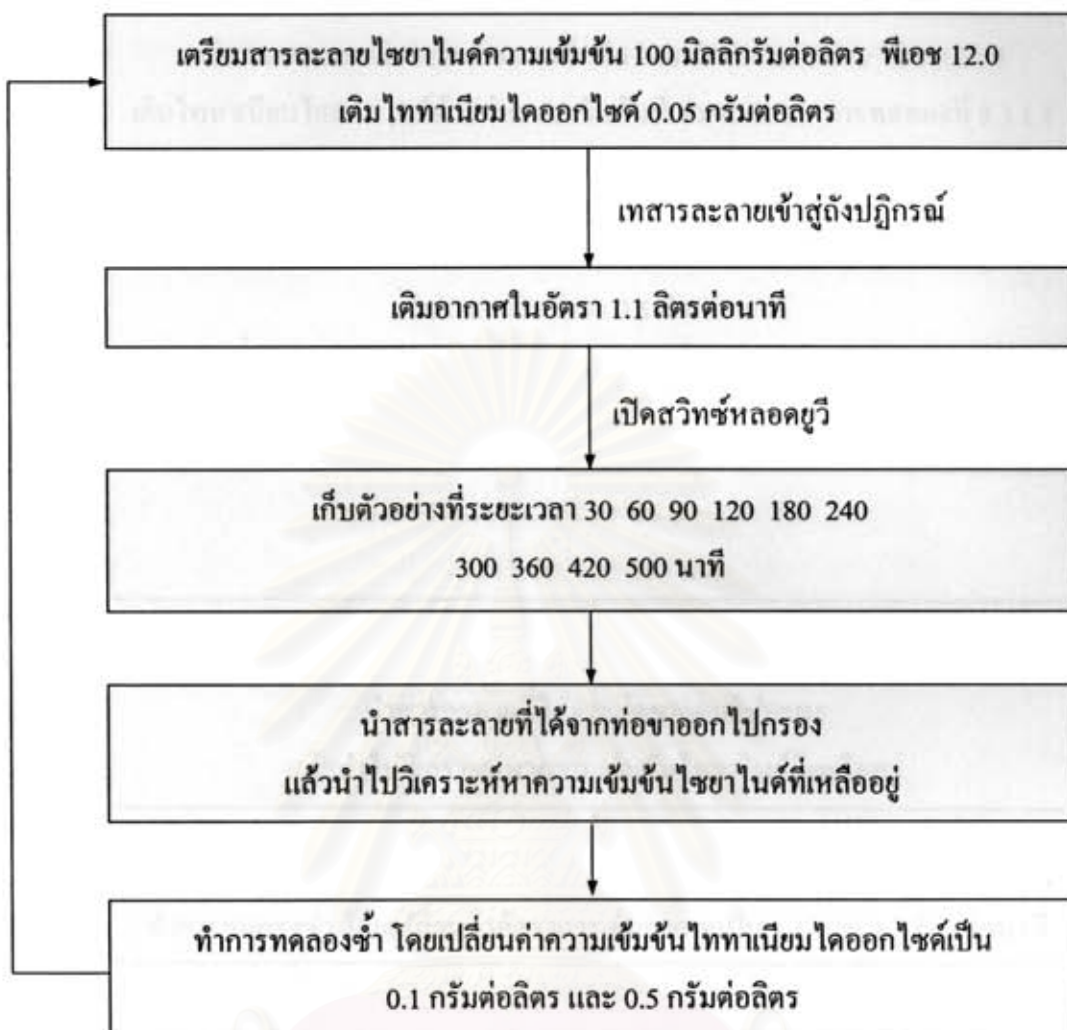 เตรียมสารละลายไซยาไนด์ความเข้มข้น 100 มิลลิกรัมต่อลิตร พีเอช 12.0
เติมไททาเนียมไดออกไซด์ 0.05 กรัมต่อลิตร
เทสารละลายเข้าสู่ถังปฏิกรณ์
เติมอากาศในอัตรา 1.1 ลิตรต่อนาที
เปิดสวิทซ์หลอดยูวี
เก็บตัวอย่างที่ระยะเวลา 30 60 90 120 180 240
300 360 420 500 นาที
นำสารละลายที่ได้จากท่อขาออกไปกรอง
แล้วนำไปวิเคราะห์หาความเข้มข้นไซยาไนด์ที่เหลืออยู่
ทำการทดลองซ้ำ โดยเปลี่ยนค่าความเข้มข้นไททาเนียมไดออกไซด์เป็น
0.1 กรัมต่อลิตร และ 0.5 กรัมต่อลิตร